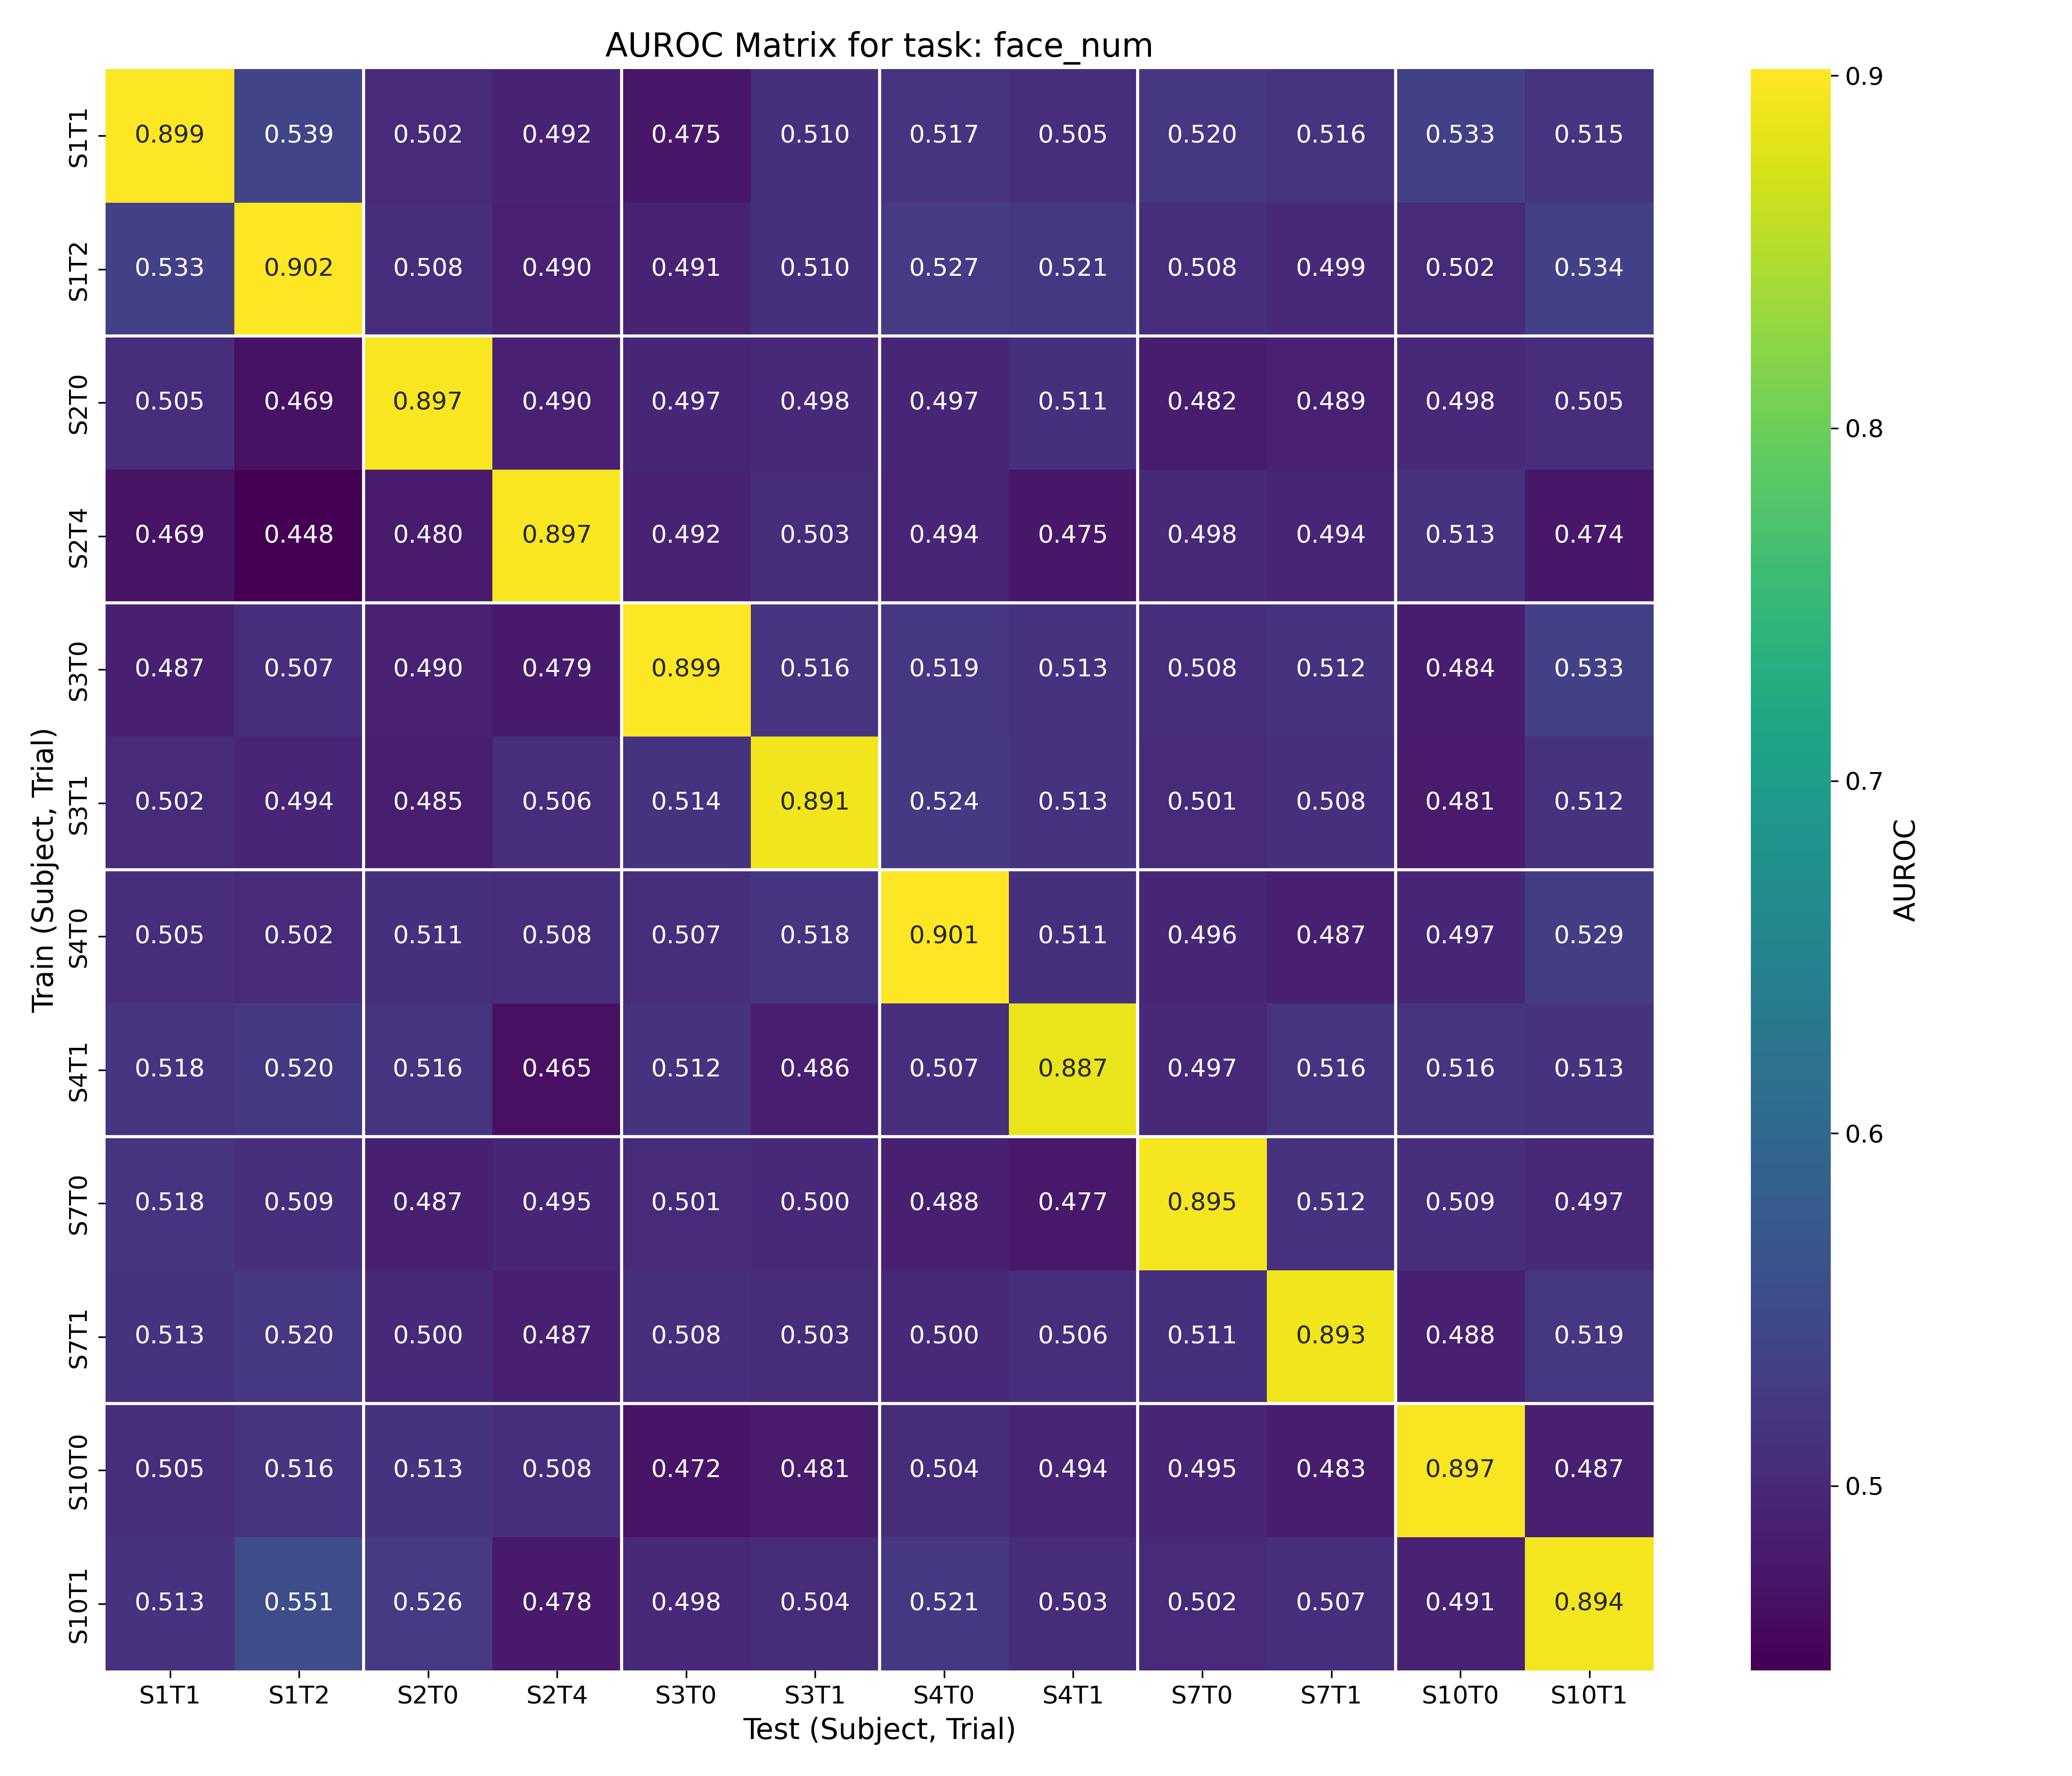 AUROC Matrix for task: face_num
S1T1 0.899 0.539 0.502 0.492 0.475 0.510 0.517 0.505 0.520 0.516 0.533 0.515
S1T2 0.533 0.902 0.508 0.490 0.491 0.510 0.527 0.521 0.508 0.499 0.502 0.534
S2T0 0.505 0.469 0.897 0.490 0.497 0.498 0.497 0.511 0.482 0.489 0.498 0.505
S2T4 0.469 0.448 0.480 0.897 0.492 0.503 0.494 0.475 0.498 0.494 0.513 0.474
S3T0 0.487 0.507 0.490 0.479 0.899 0.516 0.519 0.513 0.508 0.512 0.484 0.533
S3T1 0.502 0.494 0.485 0.506 0.514 0.891 0.524 0.513 0.501 0.508 0.481 0.512
S4T0 0.505 0.502 0.511 0.508 0.507 0.518 0.901 0.511 0.496 0.487 0.497 0.529
S4T1 0.518 0.520 0.516 0.465 0.512 0.486 0.507 0.887 0.497 0.516 0.516 0.513
S7T0 0.518 0.509 0.487 0.495 0.501 0.500 0.488 0.477 0.895 0.512 0.509 0.497
S7T1 0.513 0.520 0.500 0.487 0.508 0.503 0.500 0.506 0.511 0.893 0.488 0.519
S10T0 0.505 0.516 0.513 0.508 0.472 0.481 0.504 0.494 0.495 0.483 0.897 0.487
S10T1 0.513 0.551 0.526 0.478 0.498 0.504 0.521 0.503 0.502 0.507 0.491 0.894
S1T1 S1T2 S2T0 S2T4 S3T0 S3T1 S4T0 S4T1 S7T0 S7T1 S10T0 S10T1
Test (Subject, Trial)
Train (Subject, Trial)
0.9
0.8
0.7
0.6
0.5
AUROC